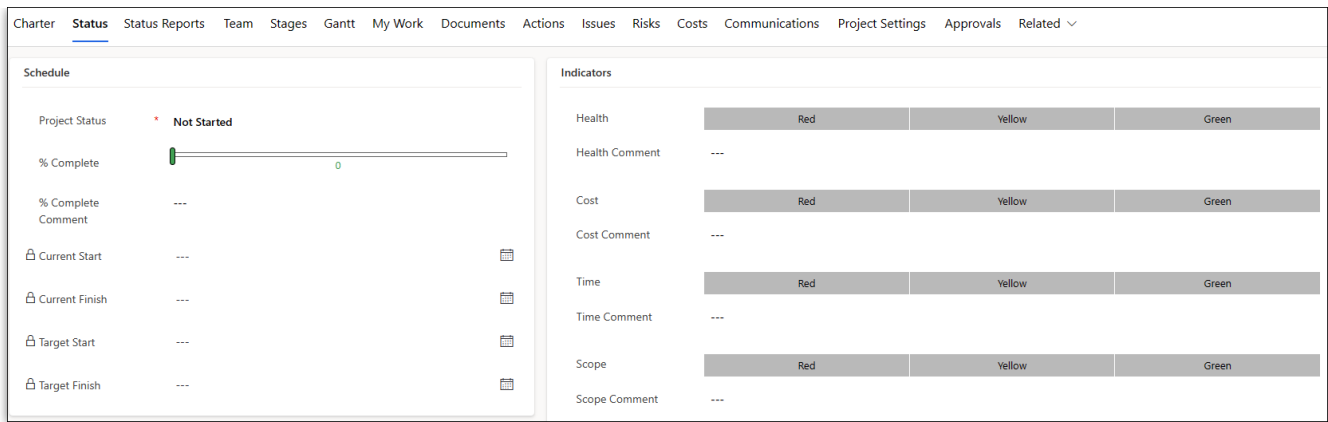 Charter Status Status Reports Team Stages Gantt My Work Documents Actions Issues Risks Costs Communications Project Settings Approvals Related
Schedule
Project Status * Not Started
% Complete
0
% Complete
Comment
---
Current Start ---
Current Finish ---
Target Start ---
Target Finish ---
Indicators
Health Red Yellow Green
Health Comment ---
Cost Red Yellow Green
Cost Comment ---
Time Red Yellow Green
Time Comment ---
Scope Red Yellow Green
Scope Comment ---